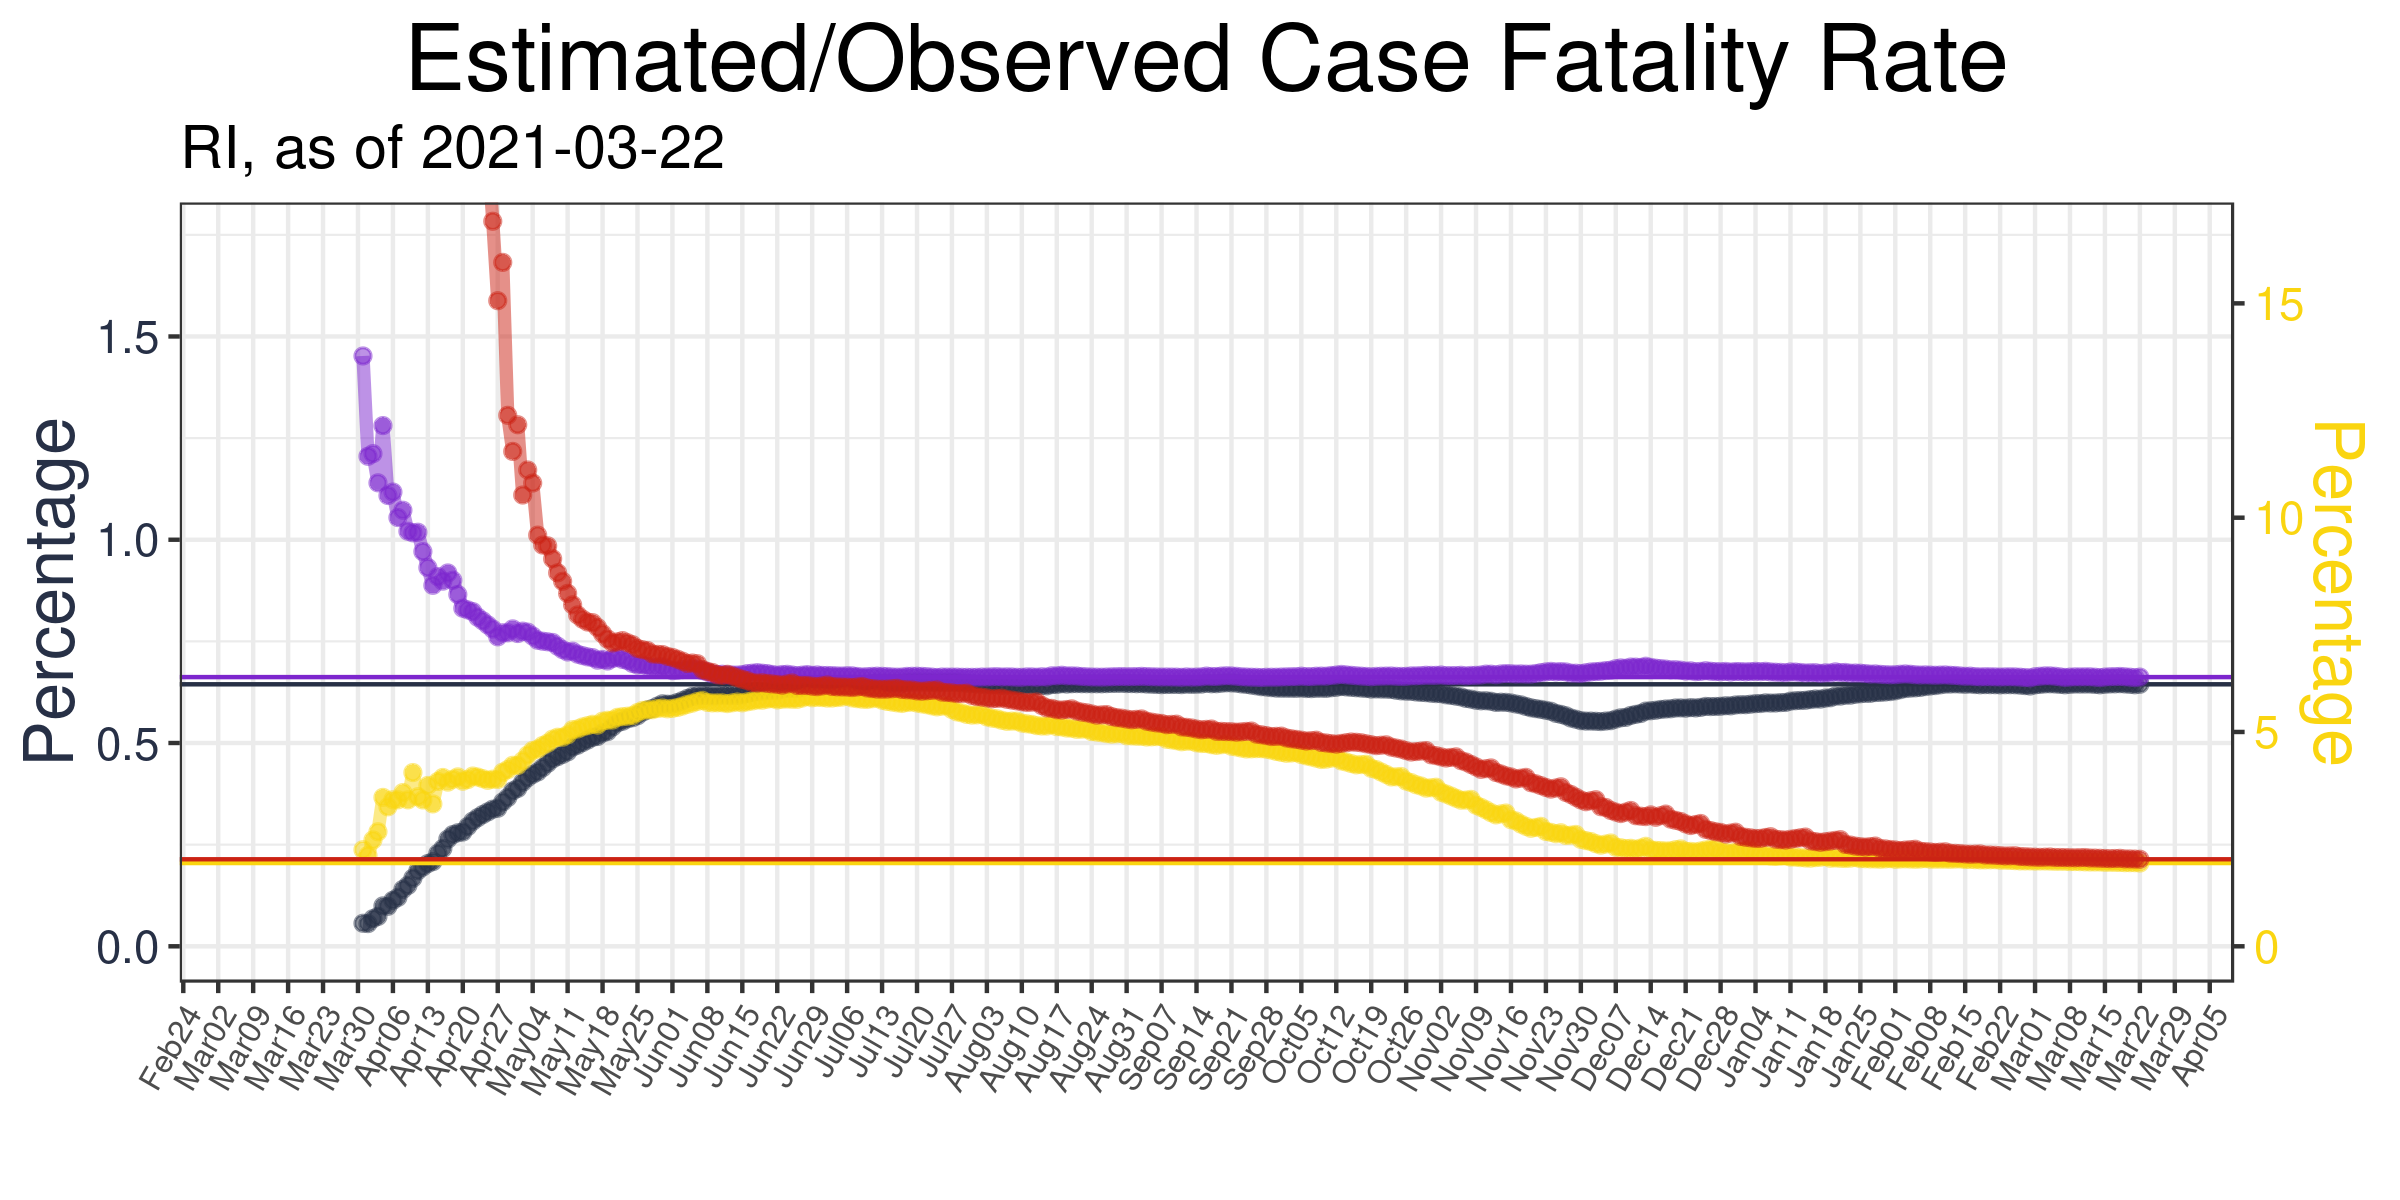 Estimated/Observed Case Fatality Rate
RI, as of 2021-03-22
Percentage
1.5
1.0
0.5
0.0
15
10
5
0
Percentage
Feb24
Mar02
Mar09
Mar16
Mar23
Mar30
Apr06
Apr13
Apr20
Apr27
May04
May11
May18
May25
Jun01
Jun08
Jun15
Jun22
Jun29
Jul06
Jul13
Jul20
Jul27
Aug03
Aug10
Aug17
Aug24
Aug31
Sep07
Sep14
Sep21
Sep28
Oct05
Oct12
Oct19
Oct26
Nov02
Nov09
Nov16
Nov23
Nov30
Dec07
Dec14
Dec21
Dec28
Jan04
Jan11
Jan18
Jan25
Feb01
Feb08
Feb15
Feb22
Mar01
Mar08
Mar15
Mar22
Mar29
Apr05